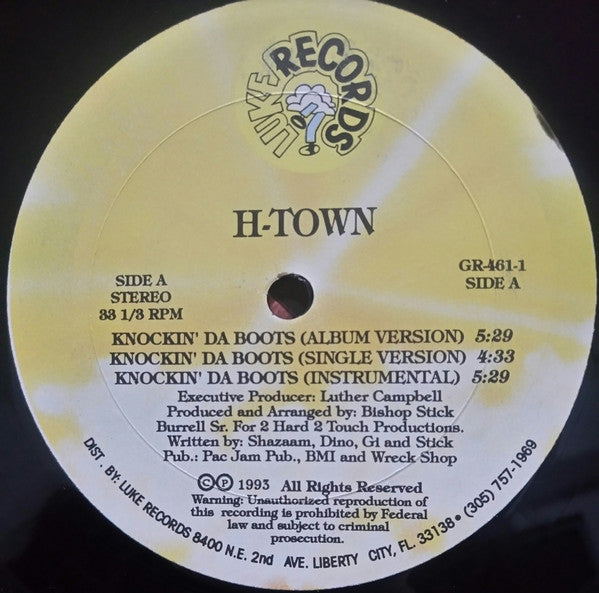 LUKE RECORDS
H-TOWN
SIDE A
STEREO
33 1/3 RPM
GR-461-1
SIDE A
KNOCKIN' DA BOOTS (ALBUM VERSION) 5:29
KNOCKIN' DA BOOTS (SINGLE VERSION) 4:33
KNOCKIN' DA BOOTS (INSTRUMENTAL) 5:29
Executive Producer: Luther Campbell
Produced and Arranged by: Bishop Stick
Burrell Sr. For 2 Hard 2 Touch Productions.
Written by: Shazaam, Dino, Gi and Stick
Pub.: Pac Jam Pub., BMI and Wreck Shop
©℗ 1993 All Rights Reserved
Warning: Unauthorized reproduction of
this recording is prohibited by Federal
law and subject to criminal
prosecution.
DIST. BY: LUKE RECORDS 8400 N.E. 2nd AVE. LIBERTY CITY, FL. 33138 • (305) 757-1969